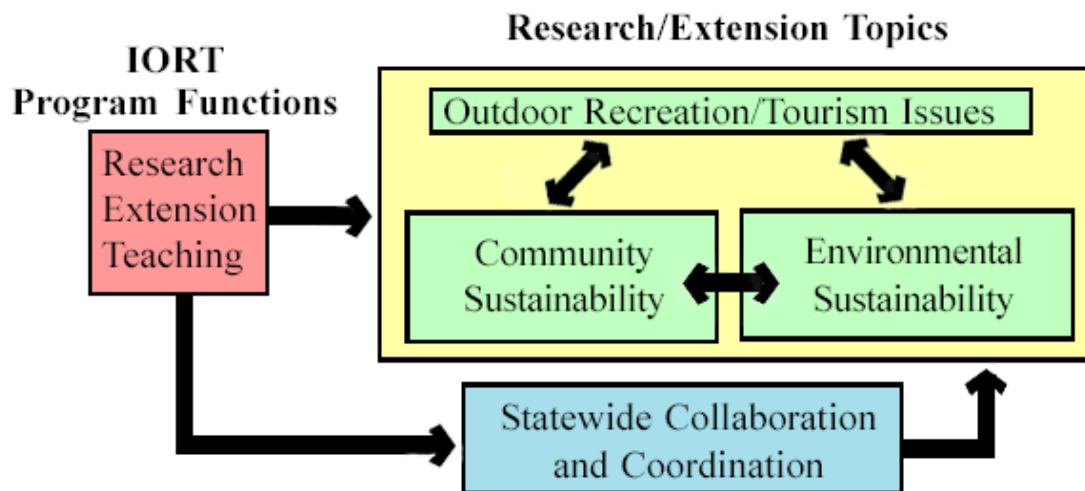 IORT
Program Functions
Research
Extension
Teaching
Research/Extension Topics
Outdoor Recreation/Tourism Issues
Community
Sustainability
Environmental
Sustainability
Statewide Collaboration
and Coordination